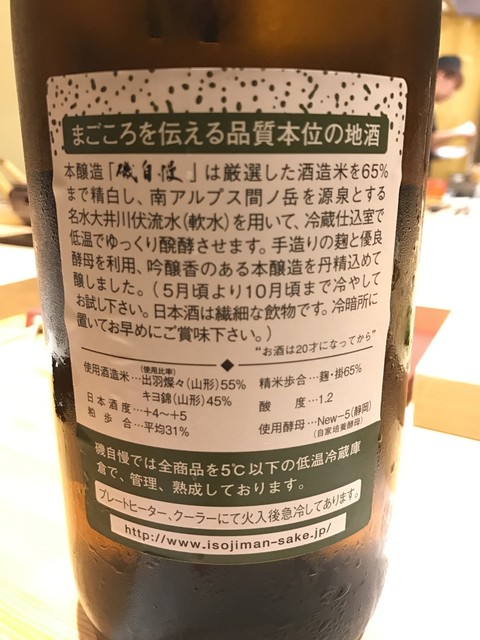 まごころを伝える品質本位の地酒
本醸造「磯自慢」は厳選した酒造米を65%
まで精白し、南アルプス間ノ岳を源泉とする
名水大井川伏流水(軟水)を用いて、冷蔵仕込室で
低温でゆっくり醗酵させます。手造りの麹と優良
酵母を利用、吟醸香のある本醸造を丹精込めて
醸しました。(5月頃より10月頃まで冷やして
お試し下さい。日本酒は繊細な飲物です。冷暗所に
置いてお早めにご賞味下さい。)
"お酒は20才になってから"
(使用比率)
使用酒造米…出羽燦々(山形)55%
キヨ錦(山形)45%
日本酒度…+4〜+5
粕歩合…平均31%
精米歩合…麹・掛65%
酸度…1.2
使用酵母…New-5(静岡)
(自家培養酵母)
磯自慢では全商品を5℃以下の低温冷蔵庫
倉で、管理、熟成しております。
プレートヒーター、クーラーにて火入後急冷してあります。
http://www.isojiman-sake.jp/